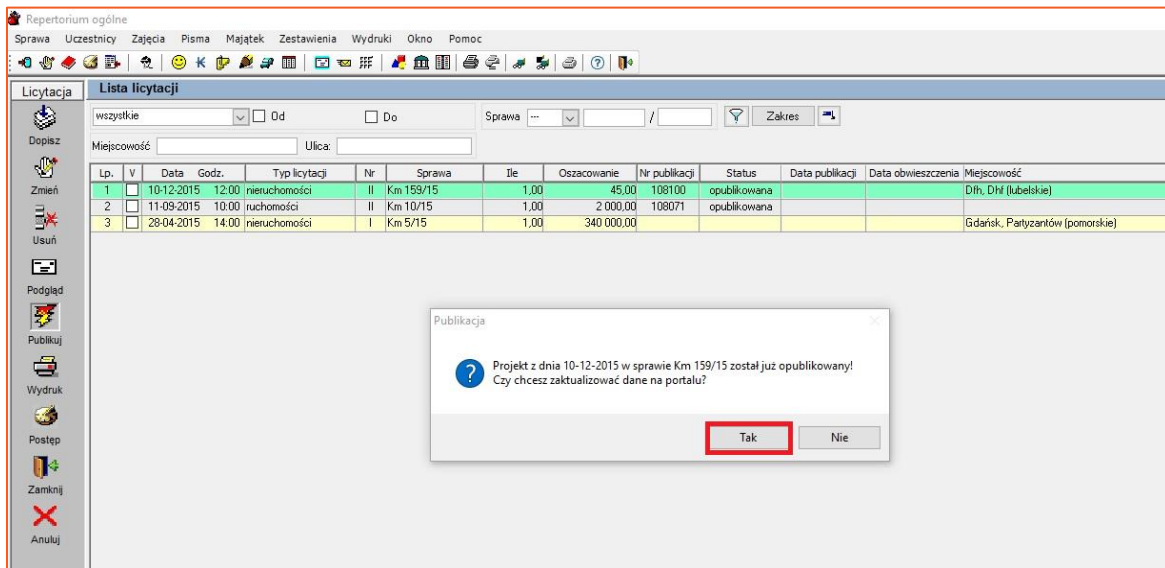 Repertorium ogólne
Sprawa Uczestnicy Zajęcia Pisma Majątek Zestawienia Wydruki Okno Pomoc
Licytacja
Lista licytacji
wszystkie Od Do Sprawa --- / Zakres
Miejscowość Ulica:
Dopisz
Zmień
Usuń
Podgląd
Publikuj
Wydruk
Postęp
Zamknij
Anuluj
Lp. V Data Godz. Typ licytacji Nr Sprawa Ile Oszacowanie Nr publikacji Status Data publikacji Data obwieszczenia Miejscowość
1 10-12-2015 12:00 nieruchomości II Km 159/15 1,00 45,00 108100 opublikowana Dfh, Dhf (lubelskie)
2 11-09-2015 10:00 ruchomości II Km 10/15 1,00 2 000,00 108071 opublikowana
3 28-04-2015 14:00 nieruchomości I Km 5/15 1,00 340 000,00 Gdańsk, Partyzantów (pomorskie)
Publikacja
Projekt z dnia 10-12-2015 w sprawie Km 159/15 został już opublikowany!
Czy chcesz zaktualizować dane na portalu?
Tak Nie